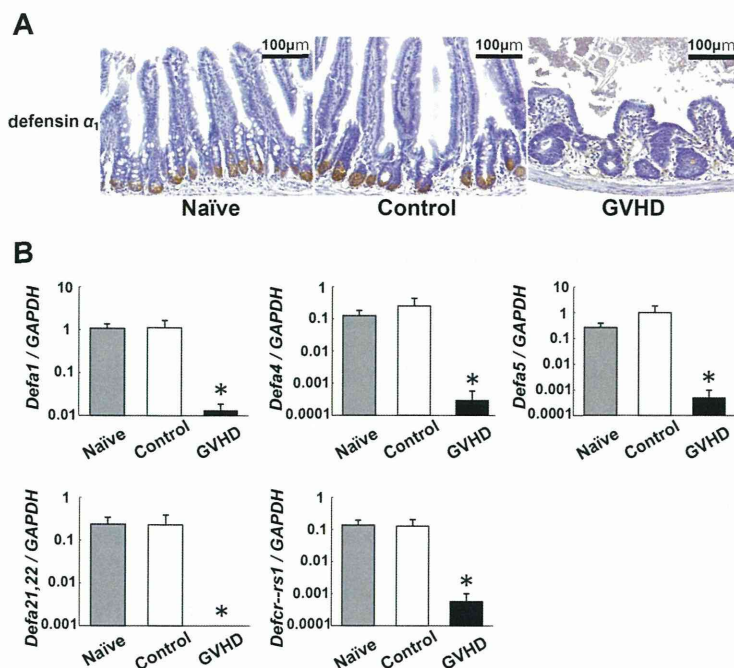 A
100μm
100μm
100μm
defensin α1
Naïve
Control
GVHD
B
Defa1 / GAPDH
10
1
0.1
0.01
*
Naïve
Control
GVHD
Defa4 / GAPDH
1
0.1
0.01
0.001
0.0001
*
Naïve
Control
GVHD
Defa5 / GAPDH
10
1
0.1
0.01
0.001
0.0001
*
Naïve
Control
GVHD
Defa21,22 / GAPDH
1
0.1
0.01
0.001
*
Naïve
Control
GVHD
Defcr--rs1 / GAPDH
1
0.1
0.01
0.001
0.0001
*
Naïve
Control
GVHD